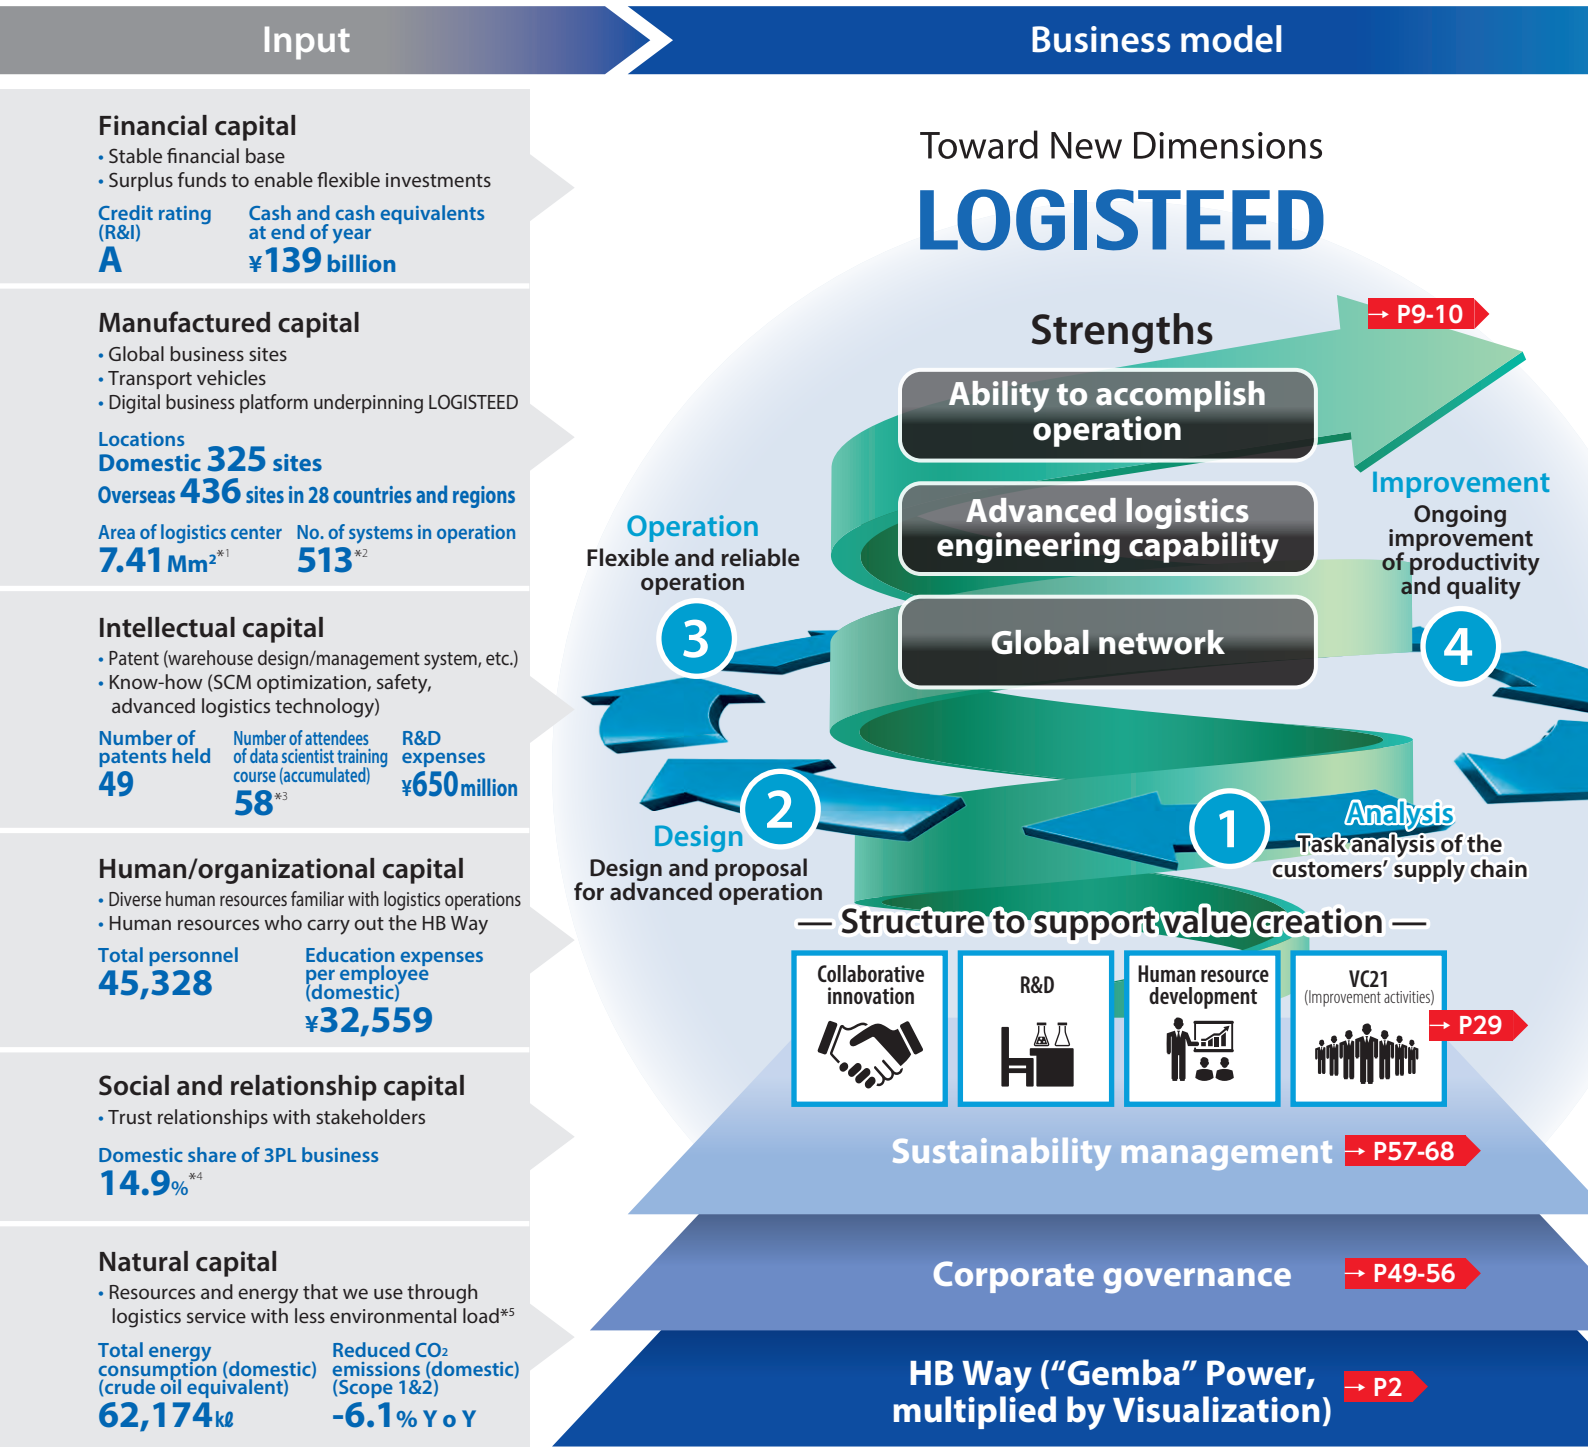 Input
Business model
Financial capital
• Stable financial base
• Surplus funds to enable flexible investments
Credit rating
(R&I)
A
Cash and cash equivalents
at end of year
¥139 billion
Manufactured capital
• Global business sites
• Transport vehicles
• Digital business platform underpinning LOGISTEED
Locations
Domestic 325 sites
Overseas 436 sites in 28 countries and regions
Area of logistics center
7.41 Mm²*1
No. of systems in operation
513*2
Intellectual capital
• Patent (warehouse design/management system, etc.)
• Know-how (SCM optimization, safety,
advanced logistics technology)
Number of
patents held
49
Number of attendees
of data scientist training
course (accumulated)
58*3
R&D
expenses
¥650 million
Human/organizational capital
• Diverse human resources familiar with logistics operations
• Human resources who carry out the HB Way
Total personnel
45,328
Education expenses
per employee
(domestic)
¥32,559
Social and relationship capital
• Trust relationships with stakeholders
Domestic share of 3PL business
14.9%*4
Natural capital
• Resources and energy that we use through
logistics service with less environmental load*5
Total energy
consumption (domestic)
(crude oil equivalent)
62,174 kℓ
Reduced CO2
emissions (domestic)
(Scope 1&2)
-6.1% Y o Y
Toward New Dimensions
LOGISTEED
Strengths
→ P9-10
Ability to accomplish
operation
Advanced logistics
engineering capability
Global network
Operation
Flexible and reliable
operation
3
Improvement
Ongoing
improvement
of productivity
and quality
4
2
Design
Design and proposal
for advanced operation
1
Analysis
Task analysis of the
customers' supply chain
— Structure to support value creation —
Collaborative
innovation
R&D
Human resource
development
VC21
(Improvement activities)
→ P29
Sustainability management → P57-68
Corporate governance → P49-56
HB Way (“Gemba” Power,
multiplied by Visualization)
→ P2